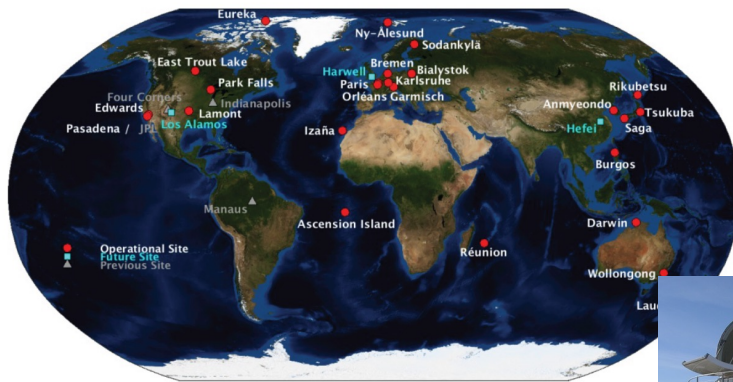 Eureka
Ny-Ålesund
Sodankylä
East Trout Lake
Bremen
Harwell
Bialystok
Park Falls
Paris
Karlsruhe
Orléans Garmisch
Four Corners
Indianapolis
Rikubetsu
Edwards
Lamont
Anmyeondo
Tsukuba
Pasadena / JPL
Los Alamos
Izaña
Hefei
Saga
Burgos
Manaus
Ascension Island
Darwin
Réunion
Operational Site
Future Site
Previous Site
Wollongong